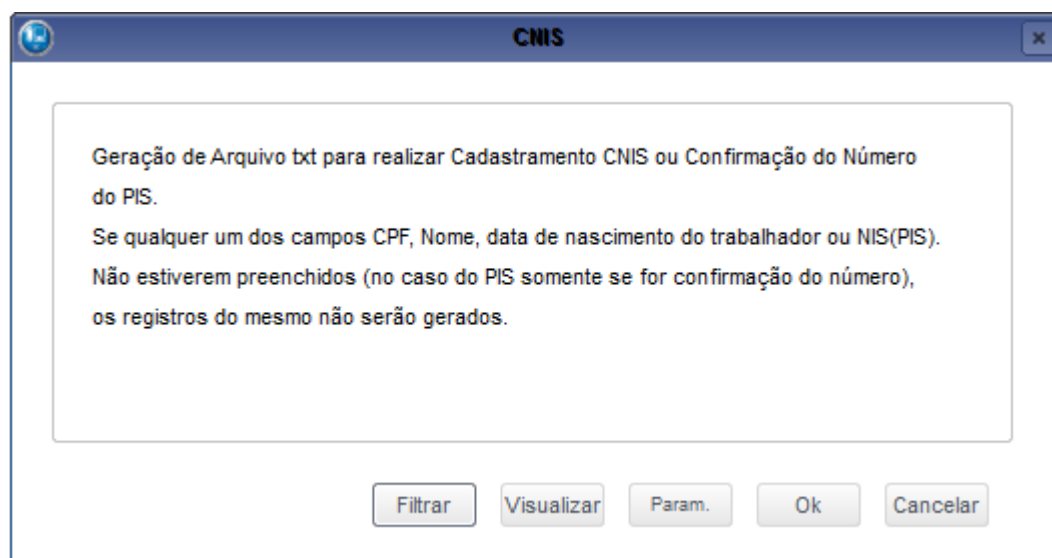 CNIS
Geração de Arquivo txt para realizar Cadastramento CNIS ou Confirmação do Número
do PIS.
Se qualquer um dos campos CPF, Nome, data de nascimento do trabalhador ou NIS(PIS).
Não estiverem preenchidos (no caso do PIS somente se for confirmação do número),
os registros do mesmo não serão gerados.
Filtrar Visualizar Param. Ok Cancelar